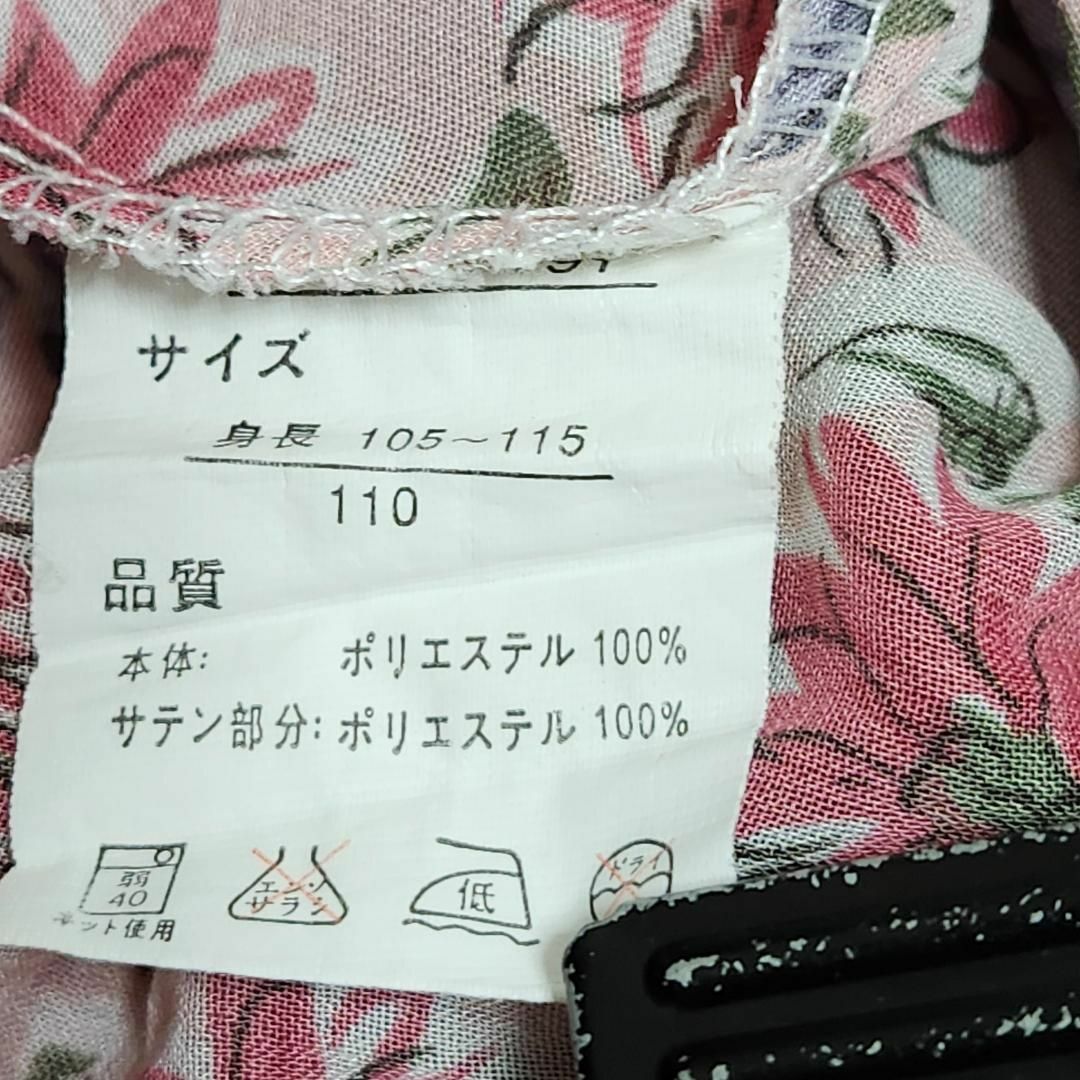 サイズ
身長 105~115
110
品質
本体: ポリエステル 100%
サテン部分: ポリエステル 100%
弱
40
ネット使用
エンソ
サラシ
低
ドライ